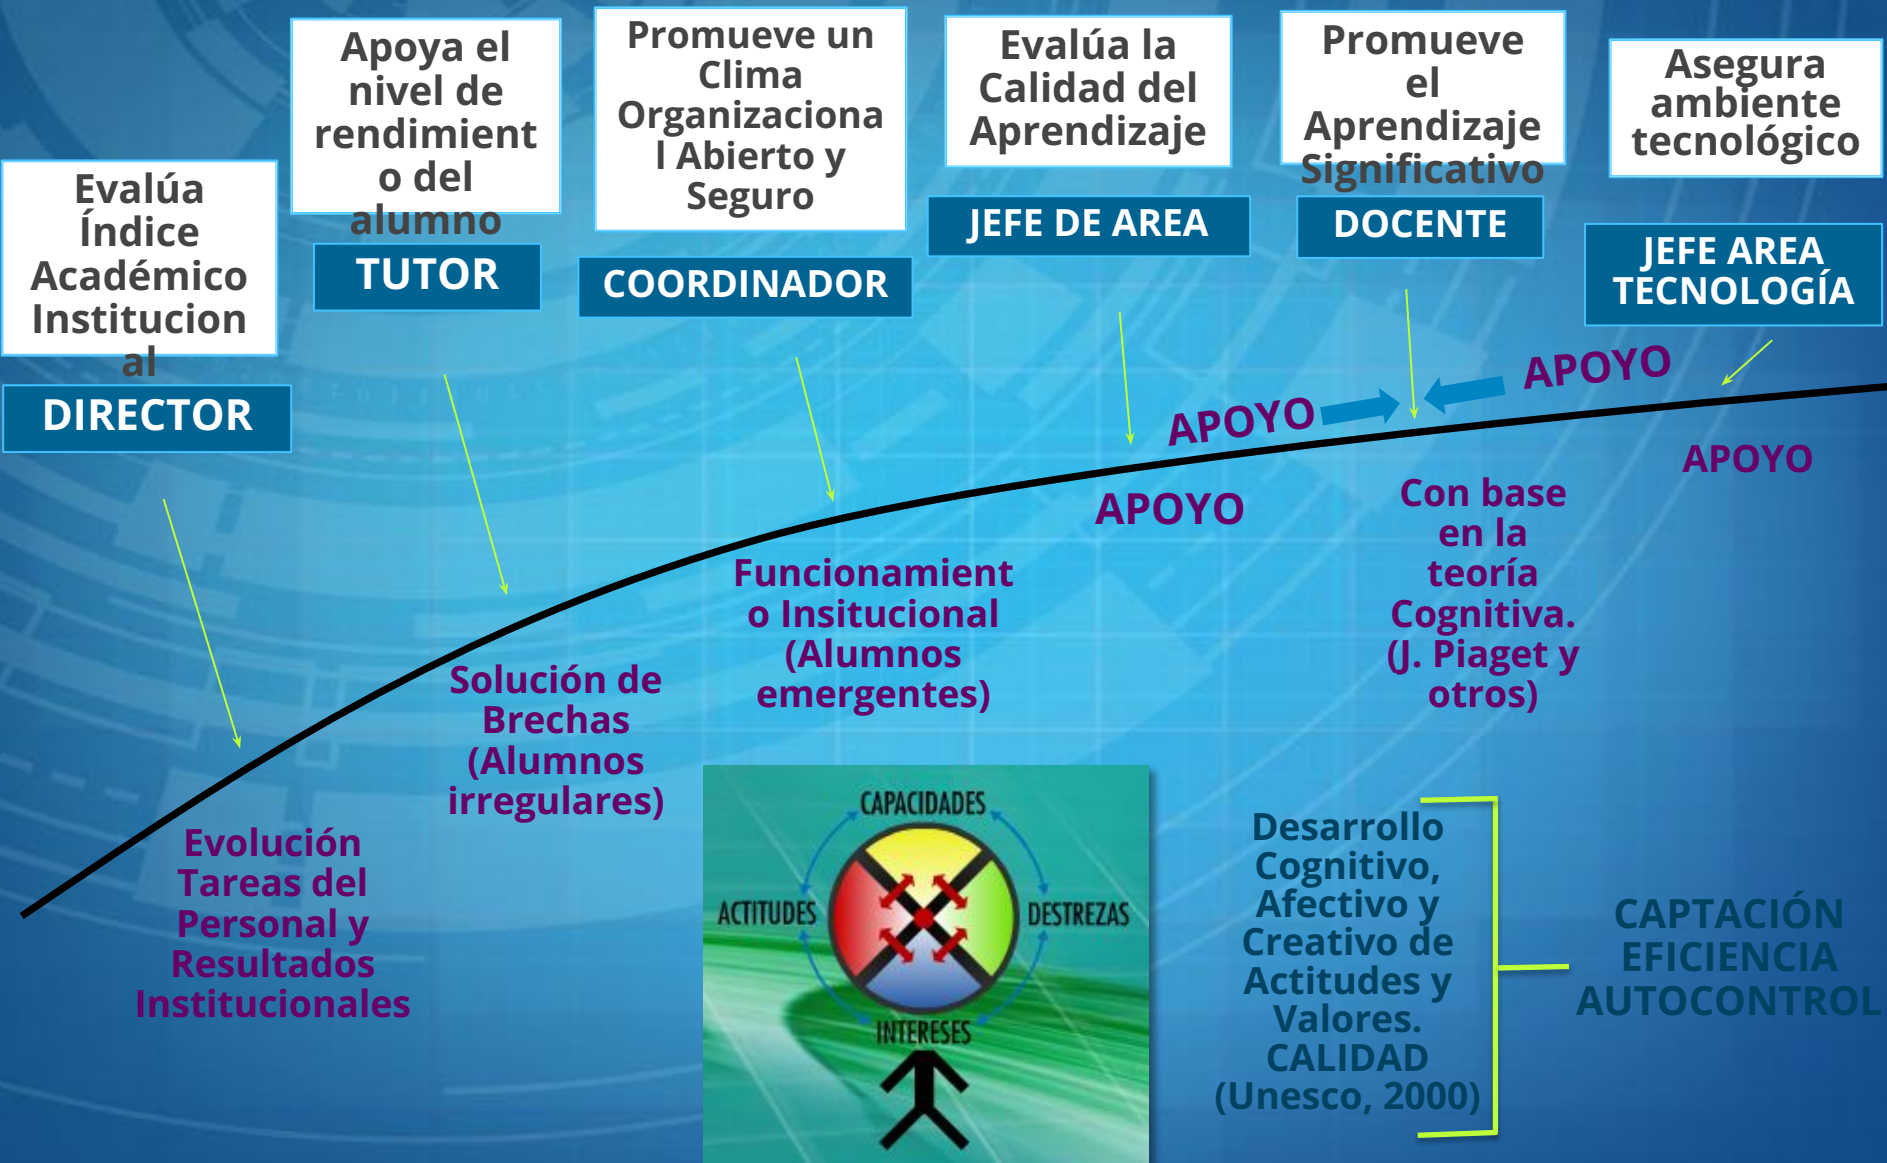 Evalúa
Índice
Académico
Institucion
al
DIRECTOR
Apoya el
nivel de
rendimient
o del
alumno
TUTOR
Promueve un
Clima
Organizaciona
l Abierto y
Seguro
COORDINADOR
Evalúa la
Calidad del
Aprendizaje
JEFE DE AREA
Promueve
el
Aprendizaje
Significativo
DOCENTE
Asegura
ambiente
tecnológico
JEFE AREA
TECNOLOGÍA
APOYO
APOYO
APOYO
APOYO
Con base
en la
teoría
Cognitiva.
(J. Piaget y
otros)
Funcionamient
o Insitucional
(Alumnos
emergentes)
Solución de
Brechas
(Alumnos
irregulares)
Evolución
Tareas del
Personal y
Resultados
Institucionales
CAPACIDADES
ACTITUDES
DESTREZAS
INTERESES
Desarrollo
Cognitivo,
Afectivo y
Creativo de
Actitudes y
Valores.
CALIDAD
(Unesco, 2000)
CAPTACIÓN
EFICIENCIA
AUTOCONTROL